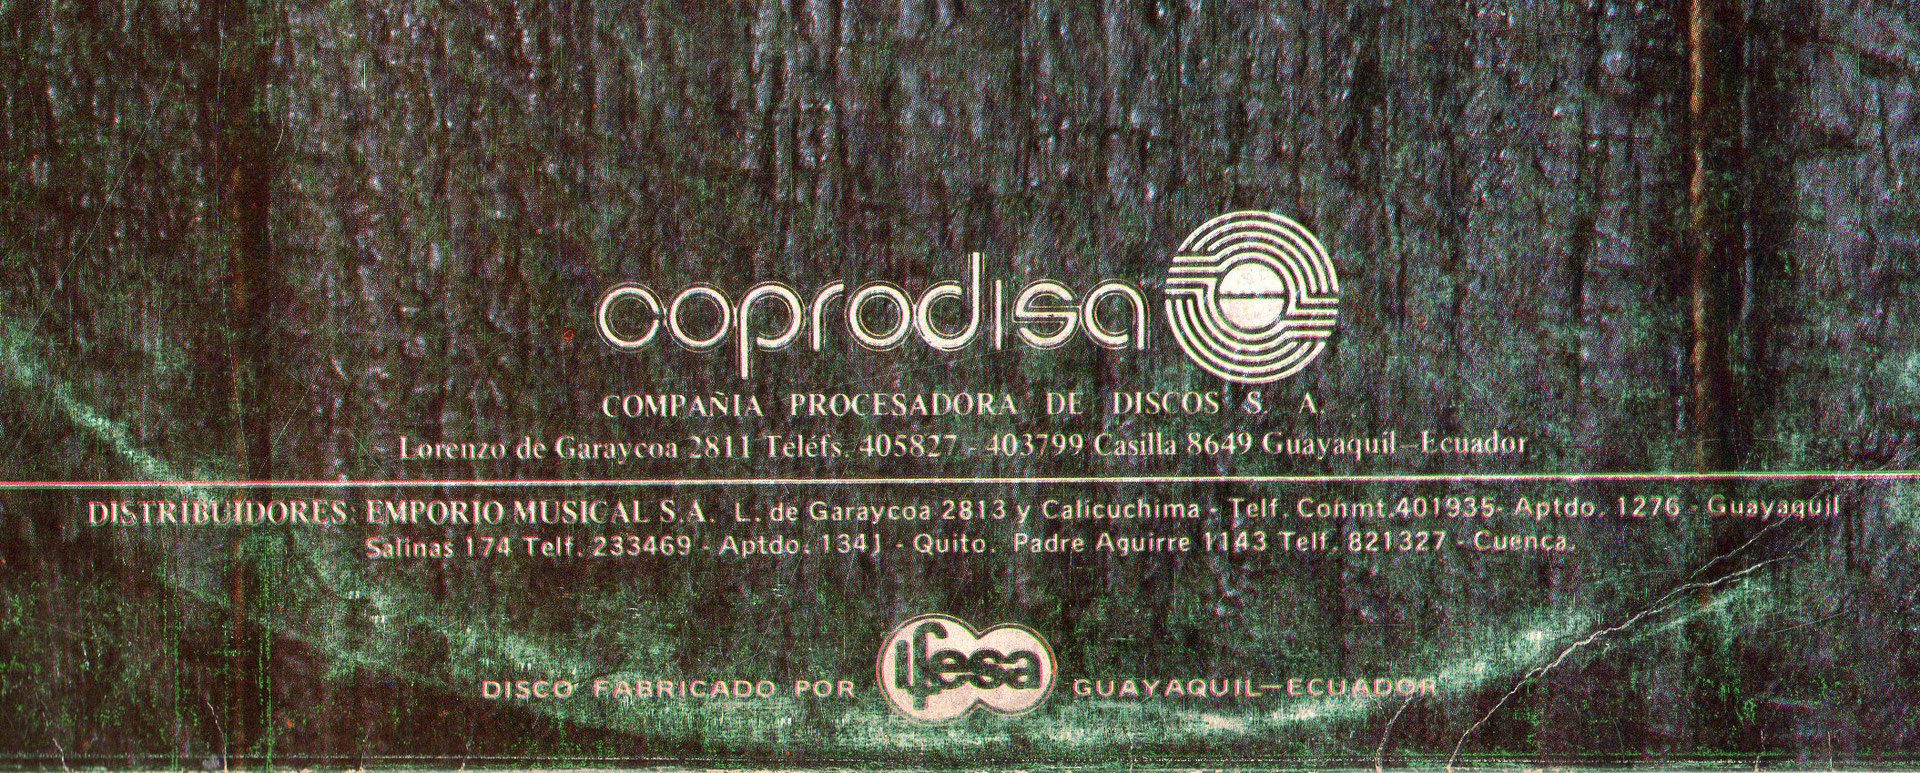 coprodisa
COMPAÑIA PROCESADORA DE DISCOS S. A.
Lorenzo de Garaycoa 2811 Teléfs. 405827 - 403799 Casilla 8649 Guayaquil-Ecuador
DISTRIBUIDORES: EMPORIO MUSICAL S.A. L. de Garaycoa 2813 y Calicuchima - Telf. Conmt.401935- Aptdo. 1276 - Guayaquil
Salinas 174 Telf. 233469 - Aptdo. 1341 - Quito. Padre Aguirre 1143 Telf. 821327 - Cuenca.
DISCO FABRICADO POR ifesa GUAYAQUIL-ECUADOR